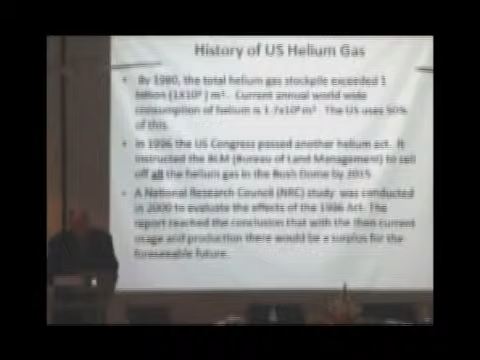 History of US Helium Gas
• By 1980, the total helium gas stockpile exceeded 1
billion (1X10⁹) m³. Current annual world wide
consumption of helium is 1.7x10⁸ m³. The US uses 50%
of this.
• In 1996 the US Congress passed another helium act. It
instructed the BLM (Bureau of Land Management) to sell
off all the helium gas in the Bush Dome by 2015
• A National Research Council (NRC) study was conducted
in 2000 to evaluate the effects of the 1996 Act. The
report reached the conclusion that with the then current
usage and production there would be a surplus for the
foreseeable future.